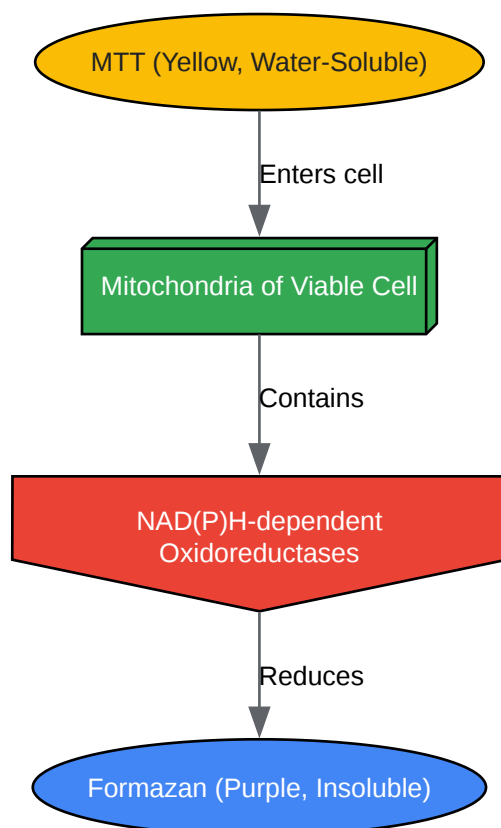 MTT (Yellow, Water-Soluble)
Enters cell
Mitochondria of Viable Cell
Contains
NAD(P)H-dependent
Oxidoreductases
Reduces
Formazan (Purple, Insoluble)